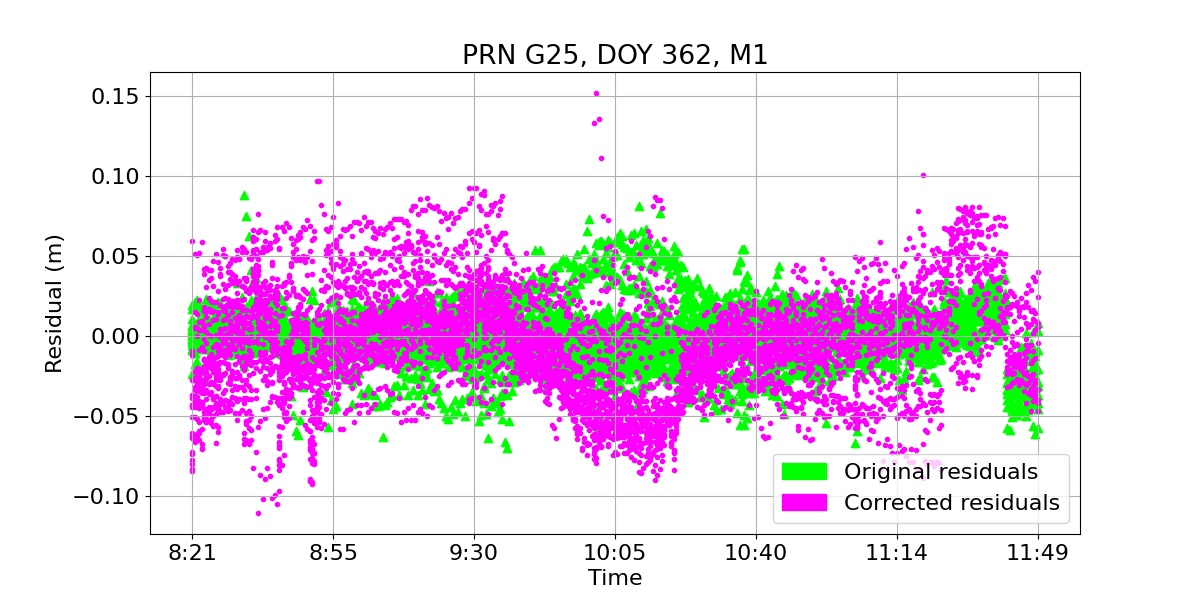 PRN G25, DOY 362, M1
Residual (m)
0.15
0.10
0.05
0.00
−0.05
−0.10
Original residuals
Corrected residuals
8:21 8:55 9:30 10:05 10:40 11:14 11:49
Time